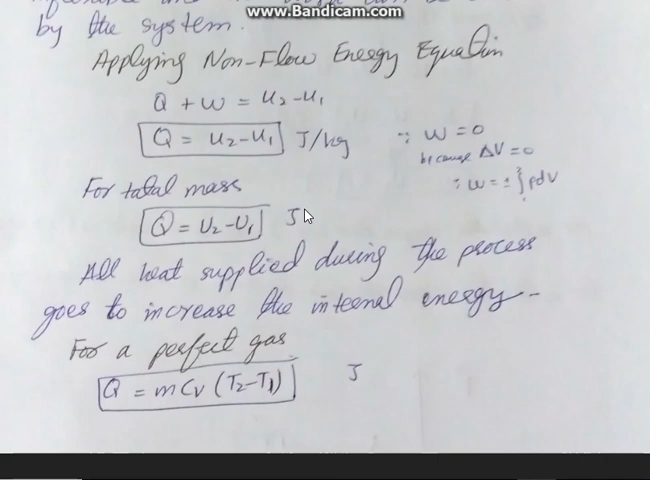 www.Bandicam.com
by the system.
Applying Non-Flow Energy Equation
Q + W = u2 - u1
Q = u2 - u1 J/kg ∵ W = 0
because ΔV = 0
∵ W = ± ∫ pdV
For total mass
Q = U2 - U1 J
All heat supplied during the process
goes to increase the internal energy -
For a perfect gas
Q = m Cv (T2 - T1) J